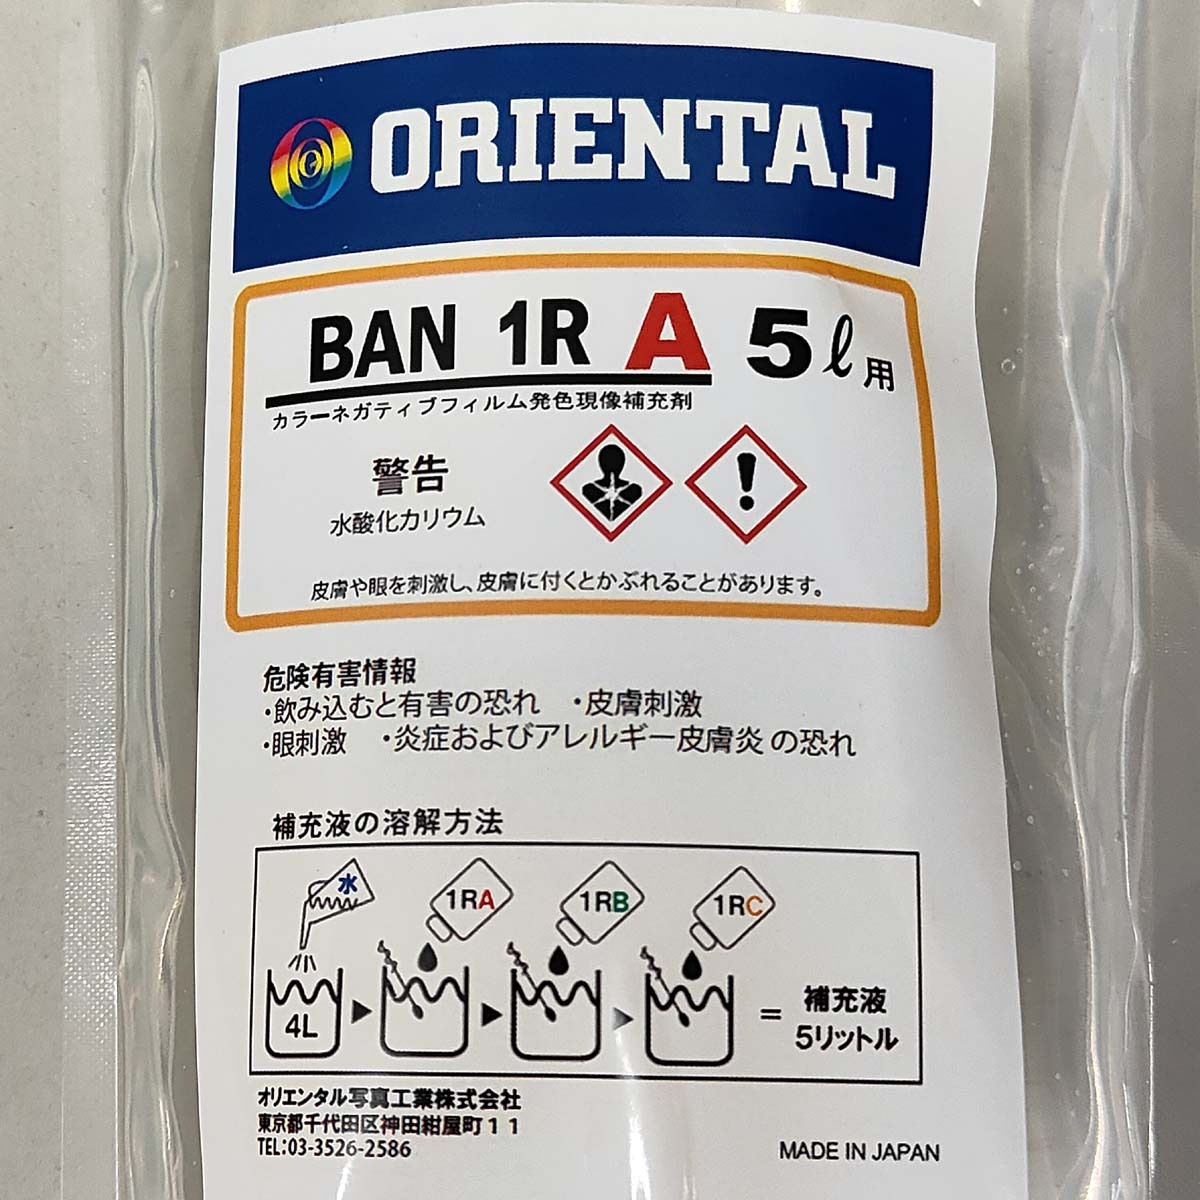 ORIENTAL
BAN 1R A 5ℓ用
カラーネガティブフィルム発色現像補充剤
警告
水酸化カリウム
皮膚や眼を刺激し、皮膚に付くとかぶれることがあります。
危険有害情報
・飲み込むと有害の恐れ ・皮膚刺激
・眼刺激 ・炎症およびアレルギー皮膚炎の恐れ
補充液の溶解方法
水 1RA 1RB 1RC
4L
= 補充液
5リットル
オリエンタル写真工業株式会社
東京都千代田区神田紺屋町11
TEL:03-3526-2586
MADE IN JAPAN